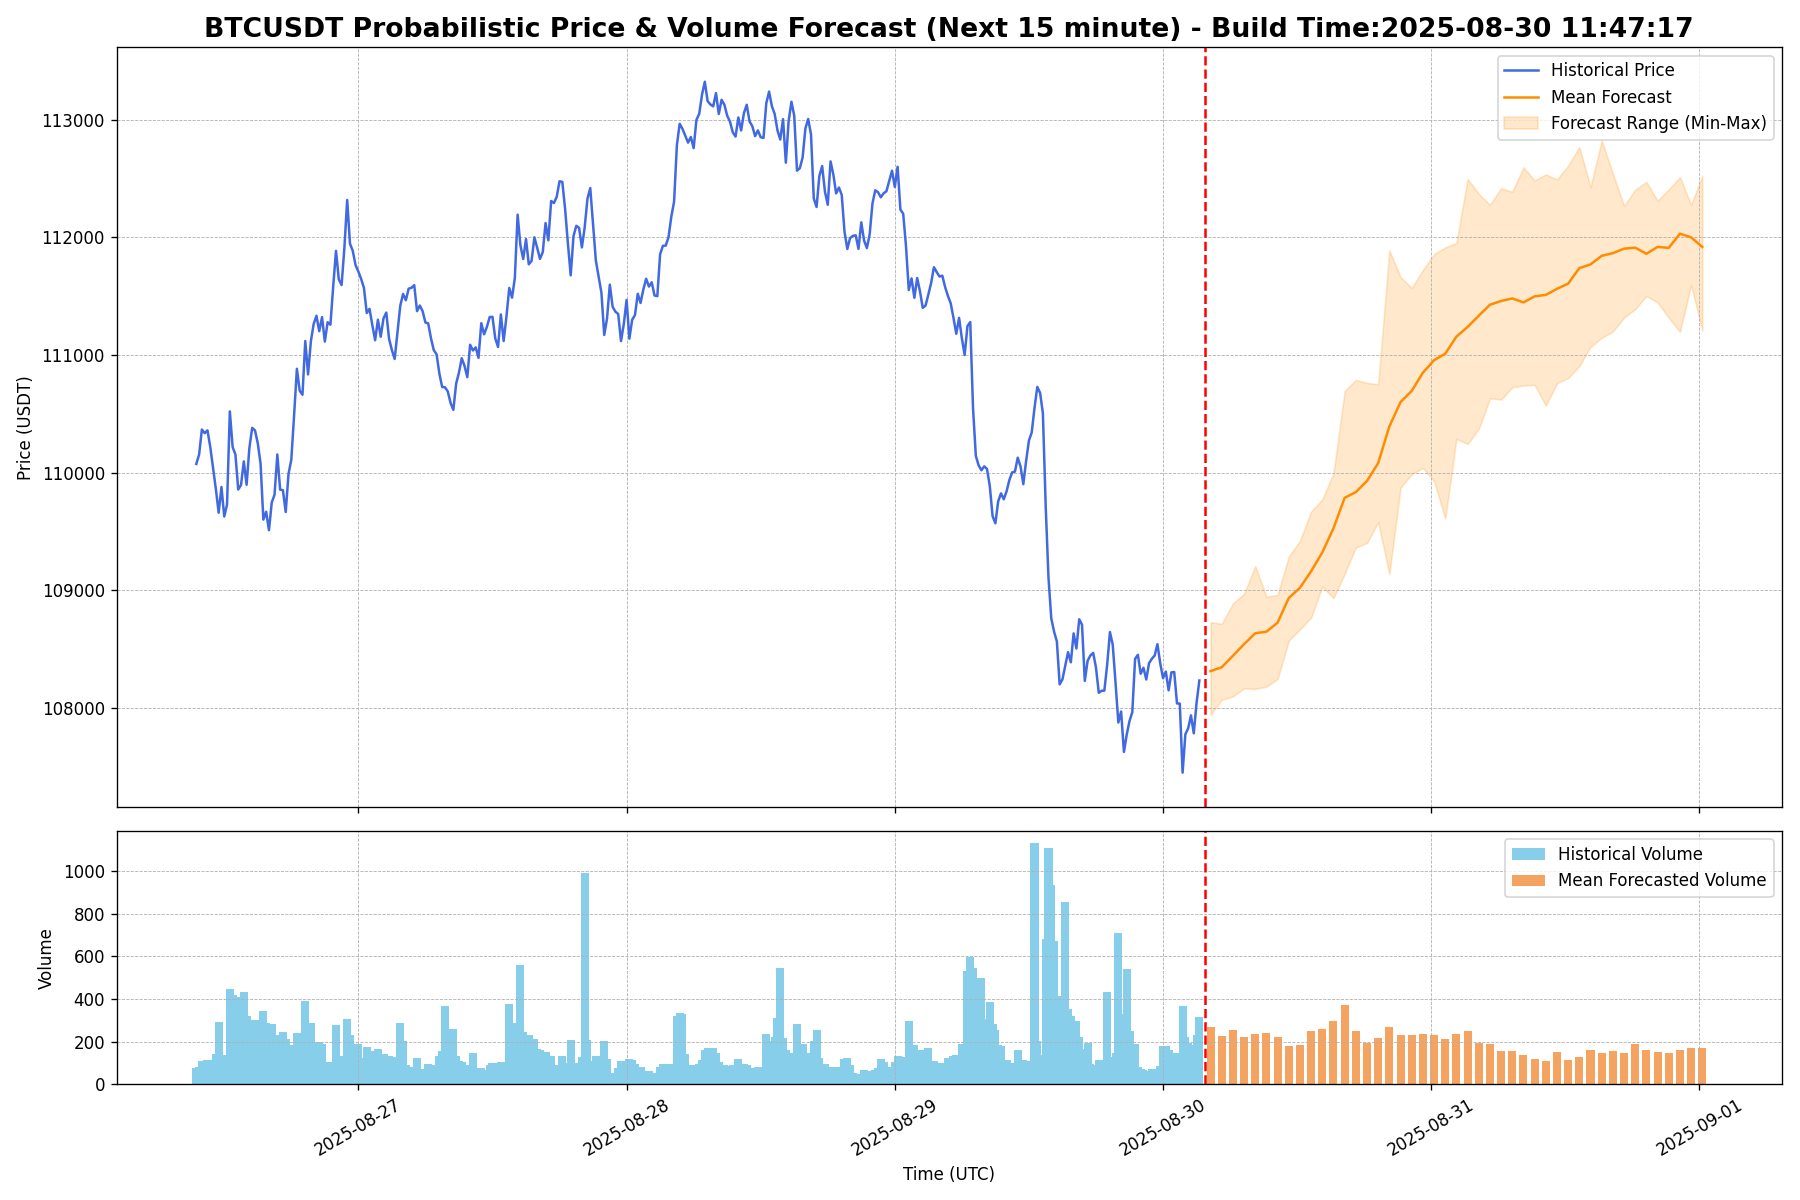 BTCUSDT Probabilistic Price & Volume Forecast (Next 15 minute) - Build Time:2025-08-30 11:47:17
Historical Price
Mean Forecast
Forecast Range (Min-Max)
113000
112000
111000
110000
109000
108000
Price (USDT)
Historical Volume
Mean Forecasted Volume
1000
800
600
400
200
0
Volume
2025-08-27
2025-08-28
2025-08-29
2025-08-30
2025-08-31
2025-09-01
Time (UTC)